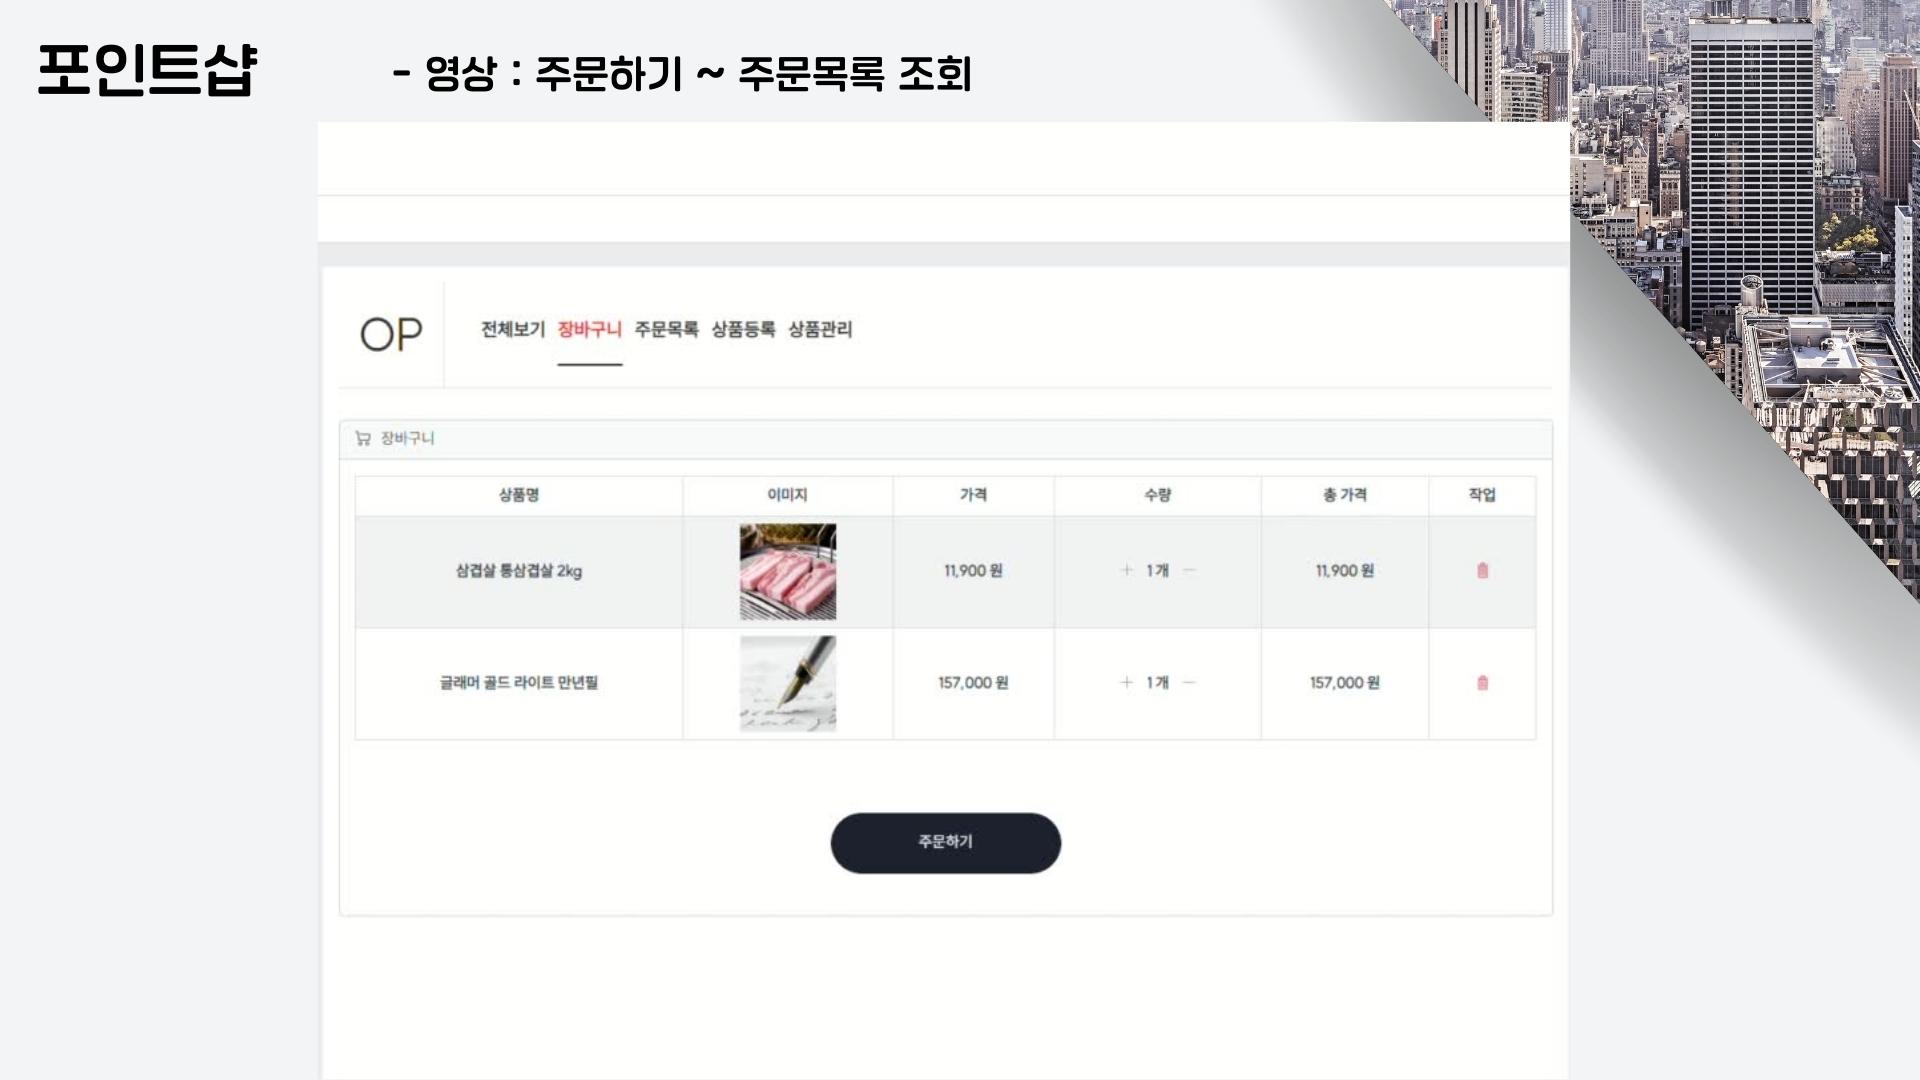 포인트샵
- 영상 : 주문하기 ~ 주문목록 조회
OP
전체보기 장바구니 주문목록 상품등록 상품관리
장바구니
상품명 이미지 가격 수량 총 가격 작업
삼겹살 통삼겹살 2kg 11,900 원 + 1 개 − 11,900 원
글래머 골드 라이트 만년필 157,000 원 + 1 개 − 157,000 원
주문하기